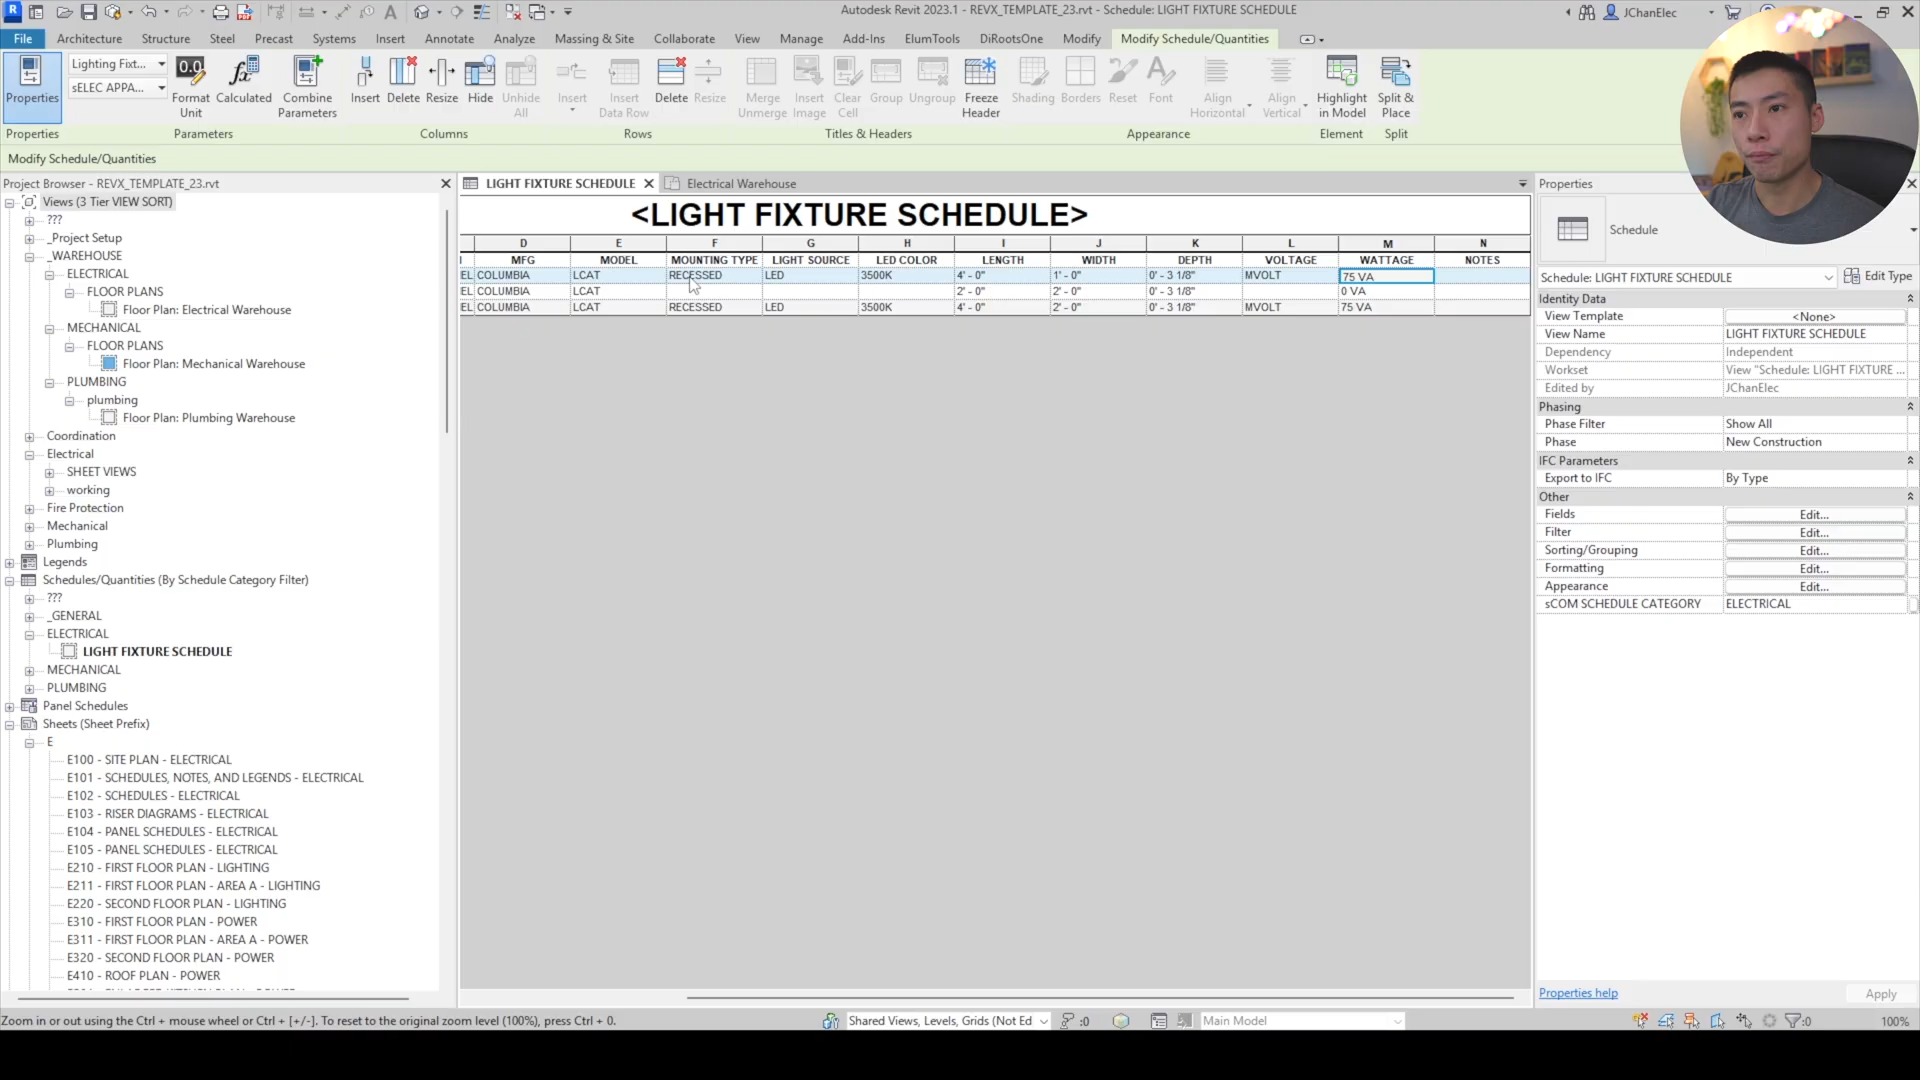 Autodesk Revit 2023.1 - REVX_TEMPLATE_23.rvt - Schedule: LIGHT FIXTURE SCHEDULE
JChanElec
File Architecture Structure Steel Precast Systems Insert Annotate Analyze Massing & Site Collaborate View Manage Add-Ins ElumTools DiRootsOne Modify Modify Schedule/Quantities
Properties
Lighting Fixt...
sELEC APPA...
Format Unit
Calculated
Combine Parameters
Insert Delete Resize Hide Unhide All
Insert Insert Data Row Delete Resize
Merge Unmerge Insert Image Clear Cell Group Ungroup Freeze Header
Shading Borders Reset Font Align Horizontal Align Vertical
Highlight in Model
Split & Place
Properties Parameters Columns Rows Titles & Headers Appearance Element Split
Modify Schedule/Quantities
Project Browser - REVX_TEMPLATE_23.rvt
Views (3 Tier VIEW SORT)
???
_Project Setup
_WAREHOUSE
ELECTRICAL
FLOOR PLANS
Floor Plan: Electrical Warehouse
MECHANICAL
FLOOR PLANS
Floor Plan: Mechanical Warehouse
PLUMBING
plumbing
Floor Plan: Plumbing Warehouse
Coordination
Electrical
SHEET VIEWS
working
Fire Protection
Mechanical
Plumbing
Legends
Schedules/Quantities (By Schedule Category Filter)
???
_GENERAL
ELECTRICAL
LIGHT FIXTURE SCHEDULE
MECHANICAL
PLUMBING
Panel Schedules
Sheets (Sheet Prefix)
E
E100 - SITE PLAN - ELECTRICAL
E101 - SCHEDULES, NOTES, AND LEGENDS - ELECTRICAL
E102 - SCHEDULES - ELECTRICAL
E103 - RISER DIAGRAMS - ELECTRICAL
E104 - PANEL SCHEDULES - ELECTRICAL
E105 - PANEL SCHEDULES - ELECTRICAL
E210 - FIRST FLOOR PLAN - LIGHTING
E211 - FIRST FLOOR PLAN - AREA A - LIGHTING
E220 - SECOND FLOOR PLAN - LIGHTING
E310 - FIRST FLOOR PLAN - POWER
E311 - FIRST FLOOR PLAN - AREA A - POWER
E320 - SECOND FLOOR PLAN - POWER
E410 - ROOF PLAN - POWER
LIGHT FIXTURE SCHEDULE Electrical Warehouse
<LIGHT FIXTURE SCHEDULE>
D E F G H I J K L M N
MFG MODEL MOUNTING TYPE LIGHT SOURCE LED COLOR LENGTH WIDTH DEPTH VOLTAGE WATTAGE NOTES
EL COLUMBIA LCAT RECESSED LED 3500K 4' - 0" 1' - 0" 0' - 3 1/8" MVOLT 75 VA
COLUMBIA LCAT 2' - 0" 2' - 0" 0' - 3 1/8" 0 VA
EL COLUMBIA LCAT RECESSED LED 3500K 4' - 0" 2' - 0" 0' - 3 1/8" MVOLT 75 VA
Properties
Schedule
Schedule: LIGHT FIXTURE SCHEDULE Edit Type
Identity Data
View Template <None>
View Name LIGHT FIXTURE SCHEDULE
Dependency Independent
Workset View "Schedule: LIGHT FIXTURE ...
Edited by JChanElec
Phasing
Phase Filter Show All
Phase New Construction
IFC Parameters
Export to IFC By Type
Other
Fields Edit...
Filter Edit...
Sorting/Grouping Edit...
Formatting Edit...
Appearance Edit...
sCOM SCHEDULE CATEGORY ELECTRICAL
Properties help Apply
Zoom in or out using the Ctrl + mouse wheel or Ctrl + [+/-]. To reset to the original zoom level (100%), press Ctrl + 0.
Shared Views, Levels, Grids (Not Ed :0 Main Model :0 100%